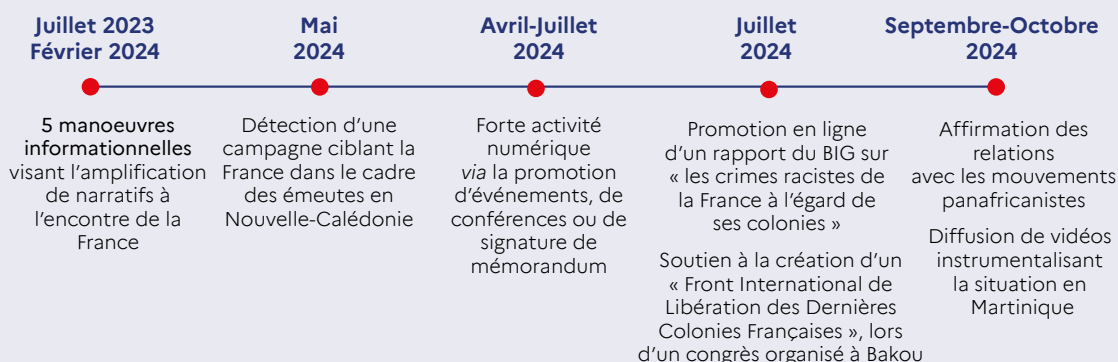 Juillet 2023
Février 2024
5 manoeuvres
informationnelles
visant l’amplification
de narratifs à
l’encontre de la
France
Mai
2024
Détection d’une
campagne ciblant la
France dans le cadre
des émeutes en
Nouvelle-Calédonie
Avril-Juillet
2024
Forte activité
numérique
via la promotion
d’événements, de
conférences ou de
signature de
mémorandum
Juillet
2024
Promotion en ligne
d’un rapport du BIG sur
« les crimes racistes de
la France à l’égard de
ses colonies »
Soutien à la création d’un
« Front International de
Libération des Dernières
Colonies Françaises », lors
d’un congrès organisé à Bakou
Septembre-Octobre
2024
Affirmation des
relations
avec les mouvements
panafricanistes
Diffusion de vidéos
instrumentalisant
la situation en
Martinique